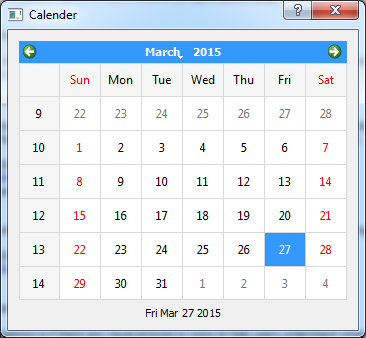 Calender
?
March 2015
Sun Mon Tue Wed Thu Fri Sat
9 22 23 24 25 26 27 28
10 1 2 3 4 5 6 7
11 8 9 10 11 12 13 14
12 15 16 17 18 19 20 21
13 22 23 24 25 26 27 28
14 29 30 31 1 2 3 4
Fri Mar 27 2015